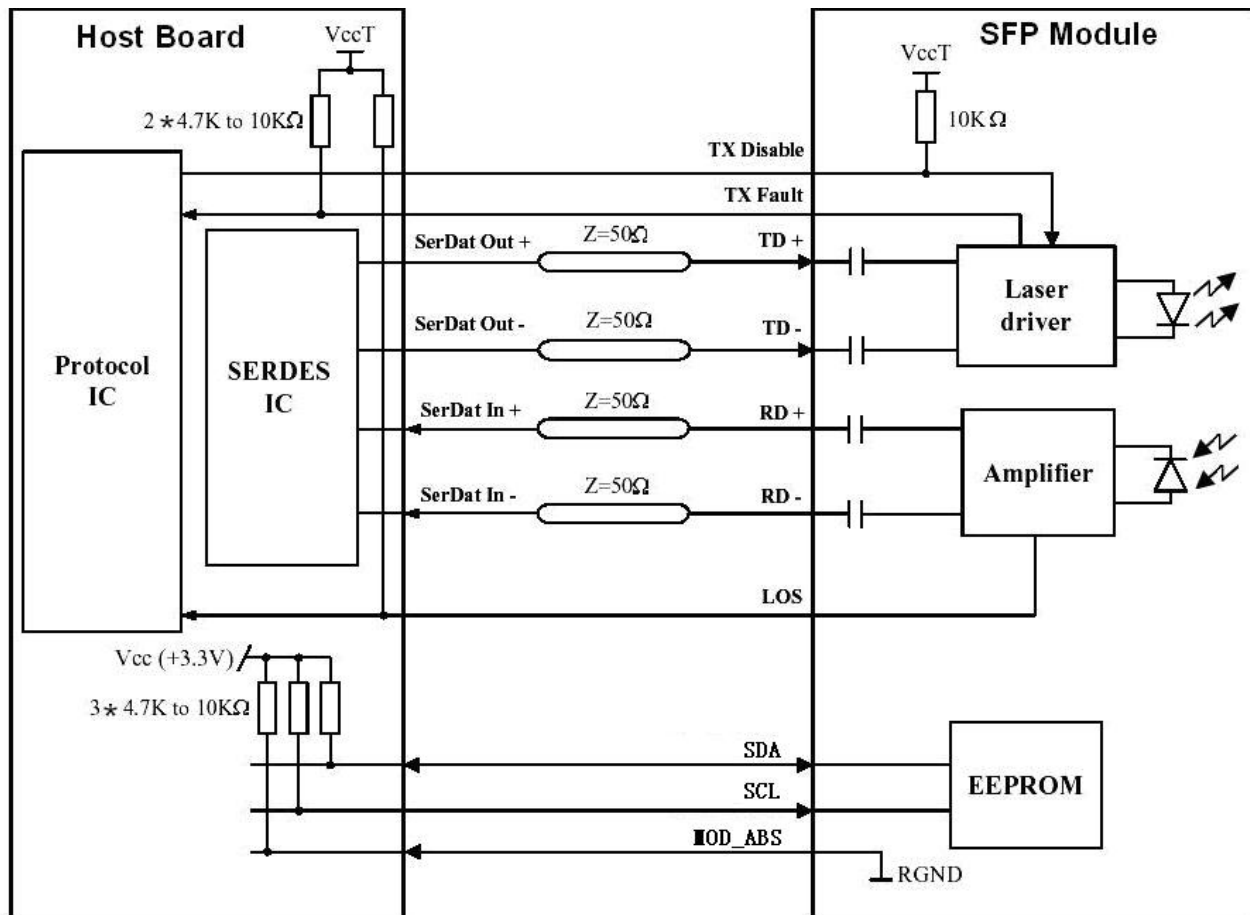 Host Board
SFP Module
VccT
VccT
2*4.7K to 10KΩ
10KΩ
TX Disable
TX Fault
SerDat Out +
Z=50Ω
TD +
SerDat Out -
Z=50Ω
TD -
Laser
driver
Protocol
IC
SERDES
IC
SerDat In +
Z=50Ω
RD +
SerDat In -
Z=50Ω
RD -
Amplifier
LOS
Vcc (+3.3V)
3*4.7K to 10KΩ
SDA
SCL
EEPROM
MOD_ABS
RGND